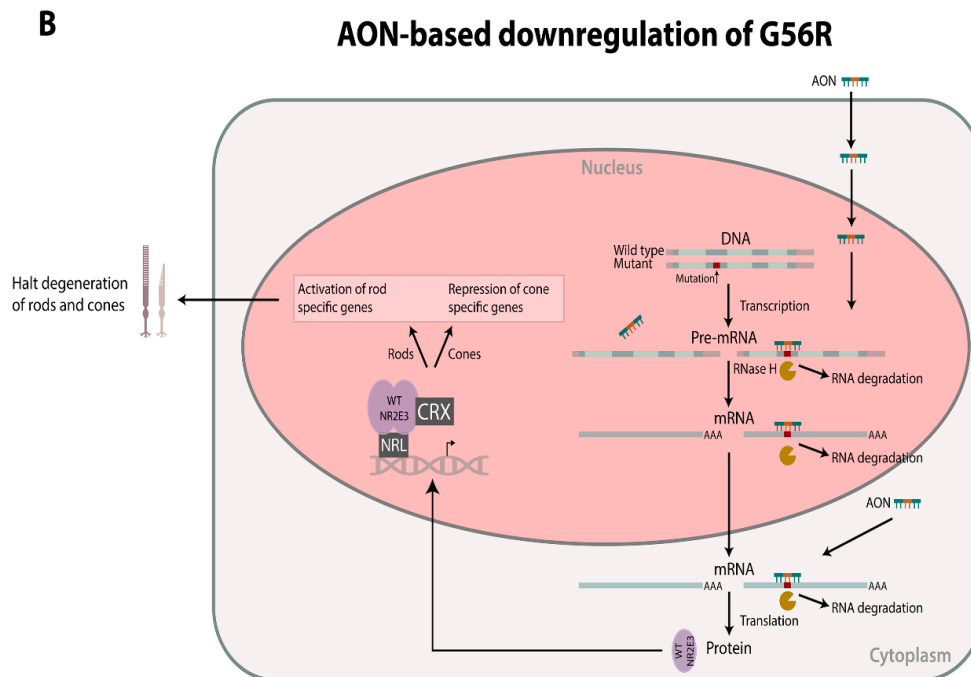 B
AON-based downregulation of G56R
AON
Nucleus
DNA
Wild type
Mutant
Mutation
Transcription
Halt degeneration
of rods and cones
Activation of rod
specific genes
Repression of cone
specific genes
Rods
Cones
Pre-mRNA
RNase H
RNA degradation
WT
NR2E3
CRX
NRL
mRNA
AAA
AAA
RNA degradation
AON
mRNA
AAA
AAA
RNA degradation
Translation
WT
NR2E3
Protein
Cytoplasm